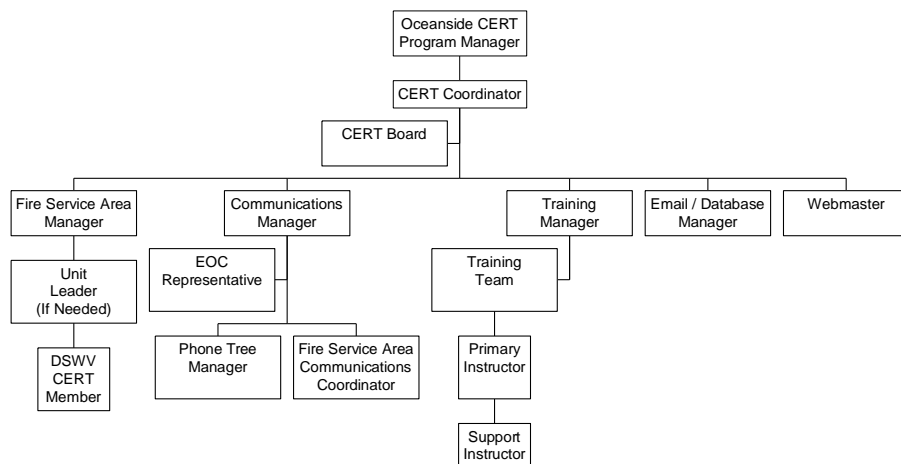 Oceanside CERT
Program Manager
CERT Coordinator
CERT Board
Fire Service Area
Manager
Communications
Manager
Training
Manager
Email / Database
Manager
Webmaster
Unit
Leader
(If Needed)
EOC
Representative
Training
Team
DSWV
CERT
Member
Phone Tree
Manager
Fire Service Area
Communications
Coordinator
Primary
Instructor
Support
Instructor